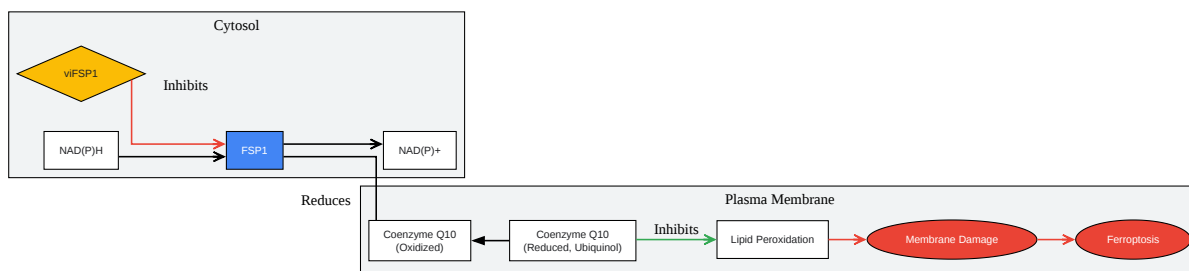 Cytosol
viFSP1
Inhibits
NAD(P)H
FSP1
NAD(P)+
Reduces
Plasma Membrane
Coenzyme Q10
(Oxidized)
Coenzyme Q10
(Reduced, Ubiquinol)
Inhibits
Lipid Peroxidation
Membrane Damage
Ferroptosis